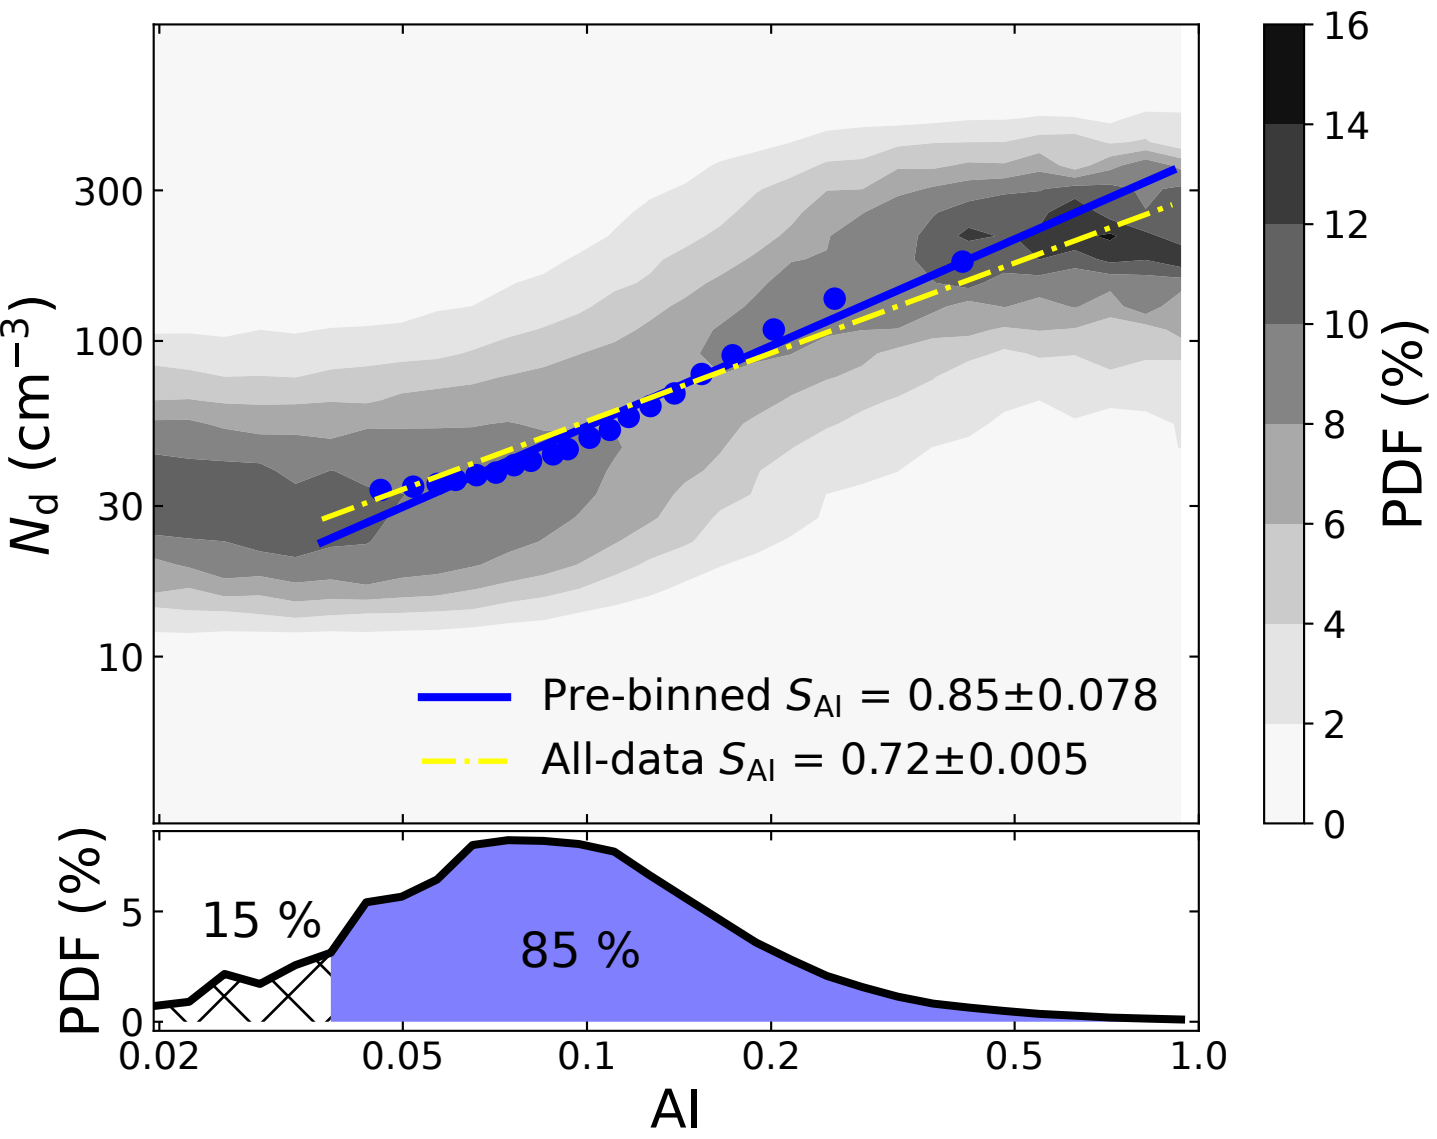 300
100
30
10
N_d (cm⁻³)
Pre-binned S_AI = 0.85±0.078
All-data S_AI = 0.72±0.005
16
14
12
10
8
6
4
2
0
PDF (%)
15 %
85 %
5
0
PDF (%)
0.02 0.05 0.1 0.2 0.5 1.0
AI